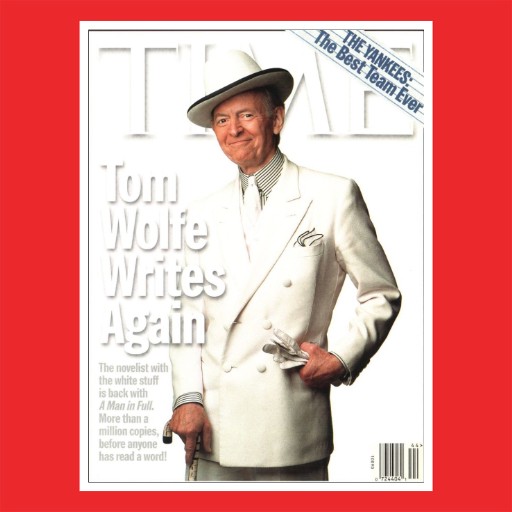 TIME
THE YANKEES:
The Best Team Ever
Tom
Wolfe
Writes
Again
The novelist with
the white stuff
is back with
A Man in Full.
More than a
million copies,
before anyone
has read a word!